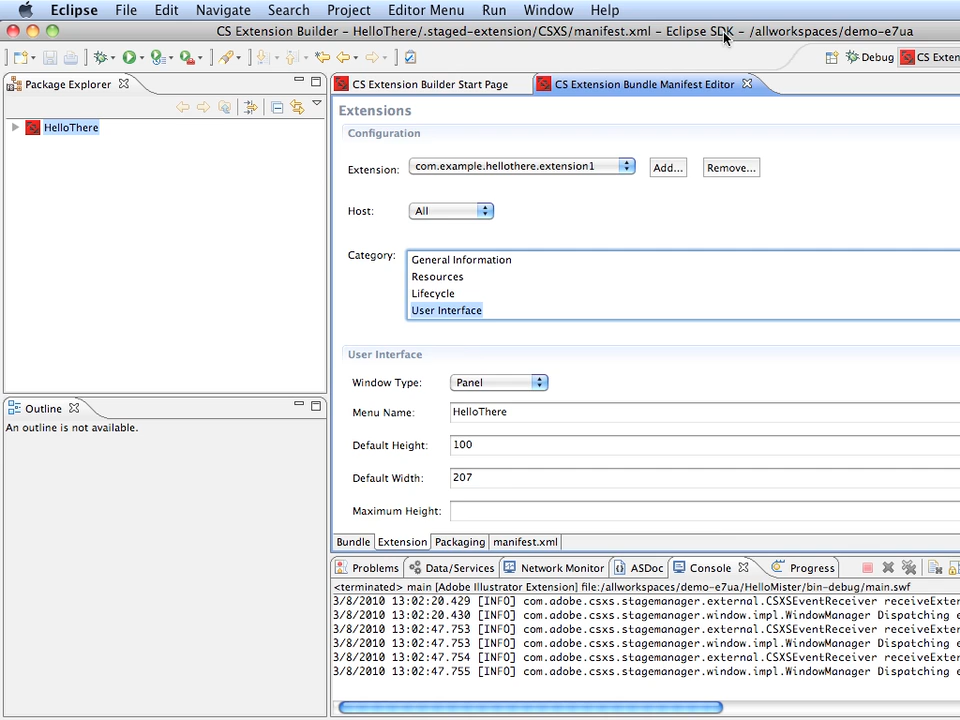 Eclipse File Edit Navigate Search Project Editor Menu Run Window Help
CS Extension Builder – HelloThere/.staged-extension/CSXS/manifest.xml – Eclipse SDK – /allworkspaces/demo-e7ua
Debug CS Exten
Package Explorer
HelloThere
CS Extension Builder Start Page CS Extension Bundle Manifest Editor
Extensions
Configuration
Extension: com.example.hellothere.extension1 Add... Remove...
Host: All
Category: General Information
Resources
Lifecycle
User Interface
User Interface
Window Type: Panel
Menu Name: HelloThere
Default Height: 100
Default Width: 207
Maximum Height:
Bundle Extension Packaging manifest.xml
Outline
An outline is not available.
Problems Data/Services Network Monitor ASDoc Console Progress
<terminated> main [Adobe Illustrator Extension] file:/allworkspaces/demo-e7ua/HelloMister/bin-debug/main.swf
3/8/2010 13:02:20.429 [INFO] com.adobe.csxs.stagemanager.external.CSXSEventReceiver receiveExter
3/8/2010 13:02:20.430 [INFO] com.adobe.csxs.stagemanager.window.impl.WindowManager Dispatching e
3/8/2010 13:02:47.753 [INFO] com.adobe.csxs.stagemanager.external.CSXSEventReceiver receiveExter
3/8/2010 13:02:47.753 [INFO] com.adobe.csxs.stagemanager.window.impl.WindowManager Dispatching e
3/8/2010 13:02:47.754 [INFO] com.adobe.csxs.stagemanager.external.CSXSEventReceiver receiveExter
3/8/2010 13:02:47.755 [INFO] com.adobe.csxs.stagemanager.window.impl.WindowManager Dispatching e